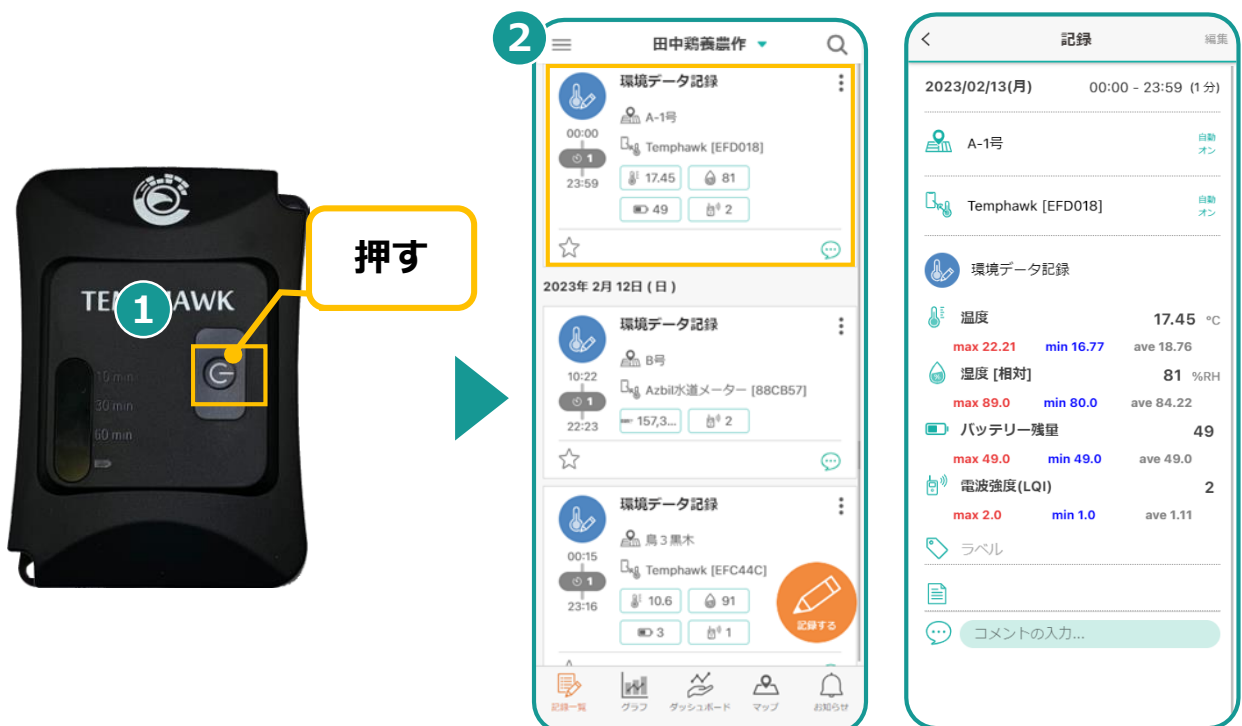 TEMPHAWK
1
10 min
30 min
60 min
押す
2
田中鶏養農作
環境データ記録
A-1号
00:00
Temphawk [EFD018]
1
17.45
81
23:59
49
2
2023年 2月 12日 ( 日 )
環境データ記録
B号
10:22
Azbil水道メーター [88CB57]
1
157,3...
2
22:23
環境データ記録
鳥3黒木
00:15
Temphawk [EFC44C]
1
10.6
91
23:16
3
1
記録する
記録一覧
グラフ
ダッシュボード
マップ
お知らせ
記録
編集
2023/02/13(月)
00:00 - 23:59 (1分)
A-1号
自動
オン
Temphawk [EFD018]
自動
オン
環境データ記録
温度
17.45 °C
max 22.21 min 16.77 ave 18.76
湿度 [相対]
81 %RH
max 89.0 min 80.0 ave 84.22
バッテリー残量
49
max 49.0 min 49.0 ave 49.0
電波強度(LQI)
2
max 2.0 min 1.0 ave 1.11
ラベル
コメントの入力...